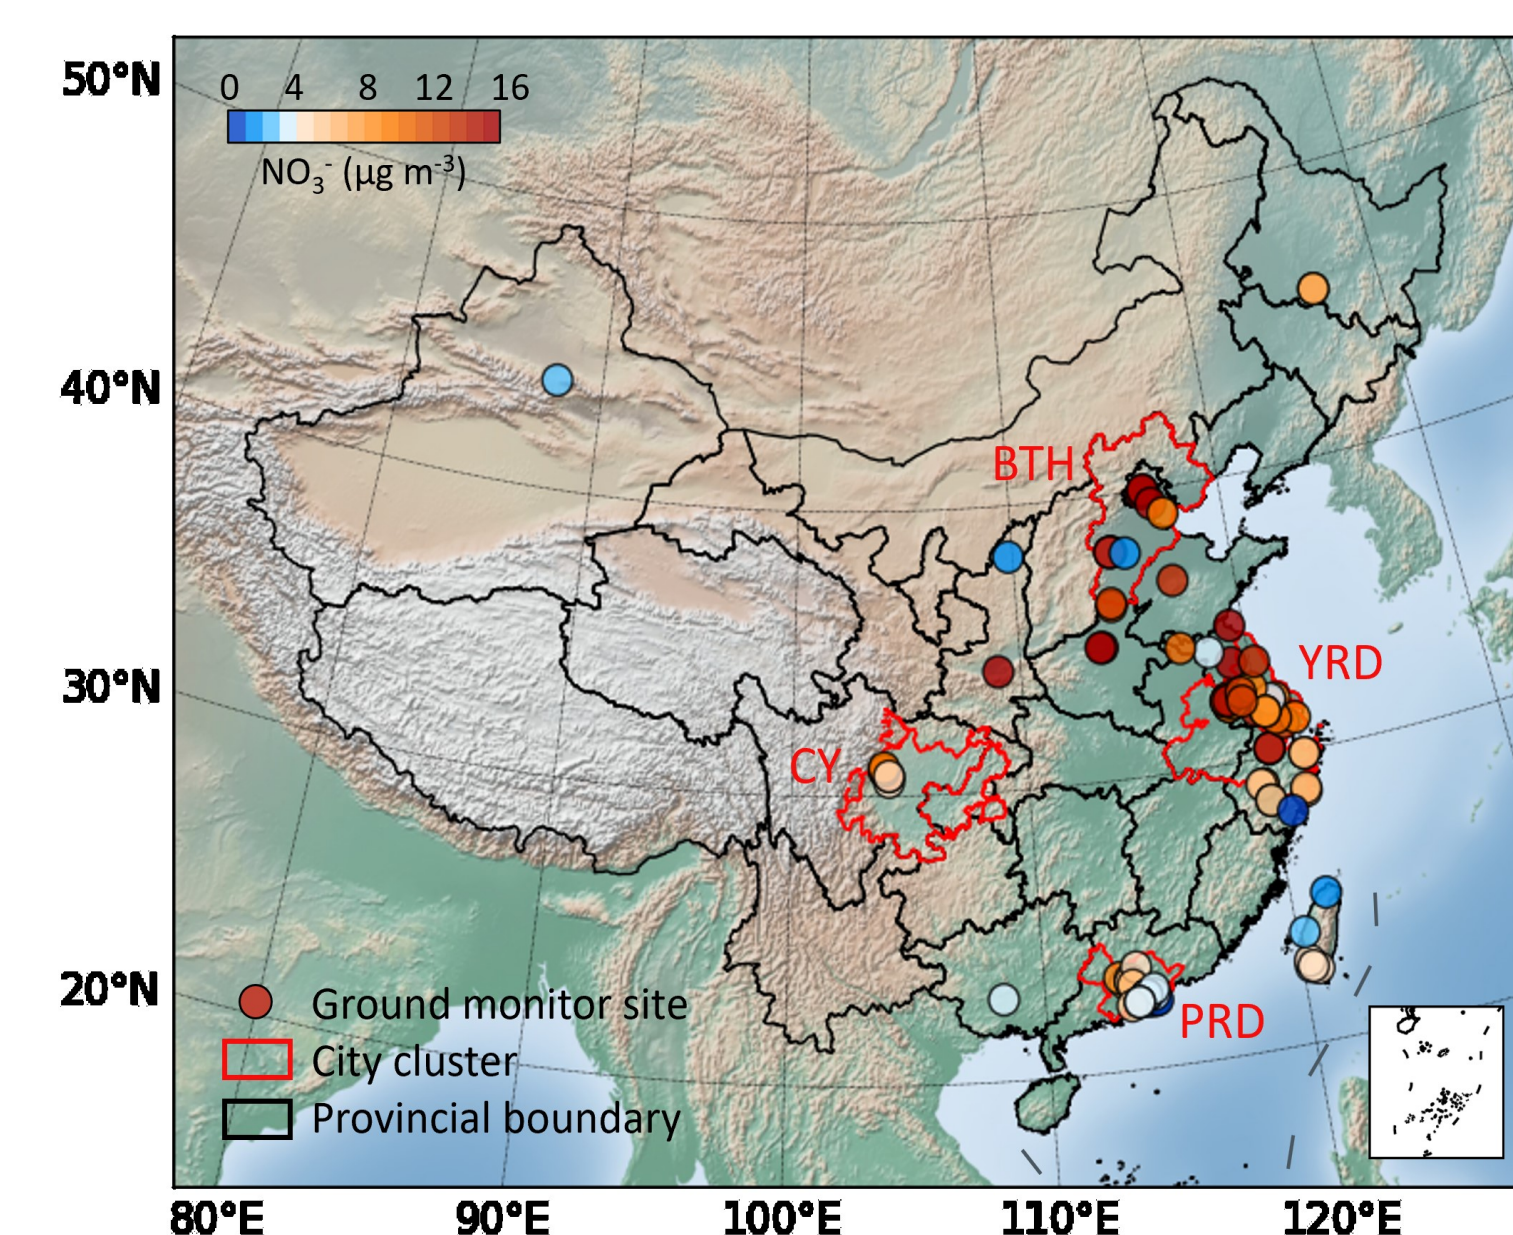 50°N
40°N
30°N
20°N
0 4 8 12 16
NO₃⁻ (µg m⁻³)
BTH
YRD
CY
PRD
Ground monitor site
City cluster
Provincial boundary
80°E 90°E 100°E 110°E 120°E